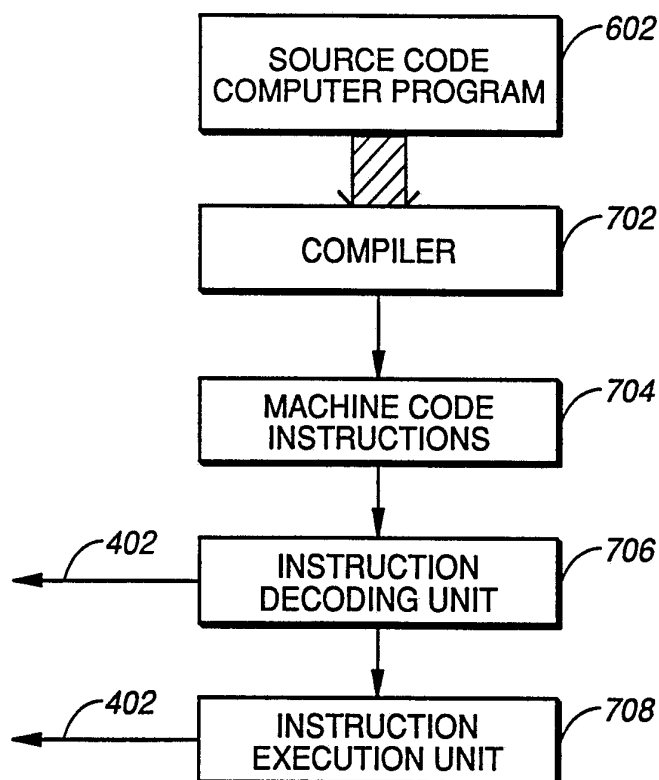 602
SOURCE CODE
COMPUTER PROGRAM
702
COMPILER
704
MACHINE CODE
INSTRUCTIONS
402
706
INSTRUCTION
DECODING UNIT
402
708
INSTRUCTION
EXECUTION UNIT